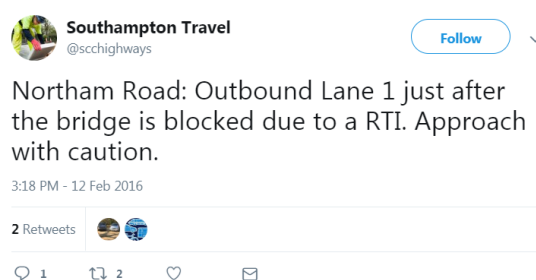 Southampton Travel
@scchighways
Follow
Northam Road: Outbound Lane 1 just after
the bridge is blocked due to a RTI. Approach
with caution.
3:18 PM - 12 Feb 2016
2 Retweets
1 2